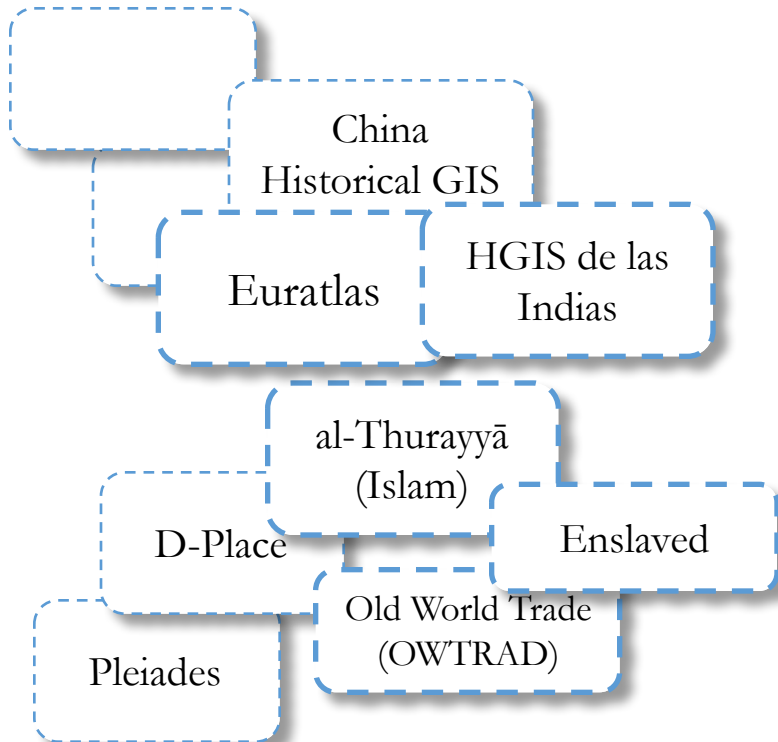 China
Historical GIS
Euratlas
HGIS de las
Indias
al-Thurayyā
(Islam)
D-Place
Enslaved
Old World Trade
(OWTRAD)
Pleiades